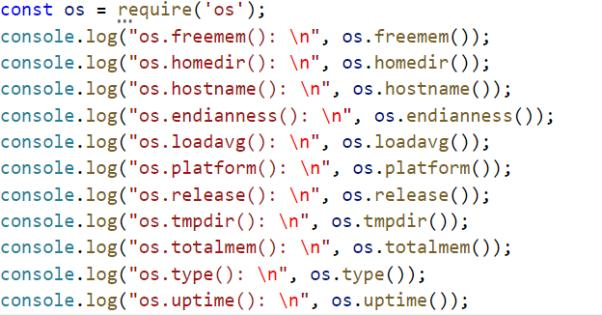 const os = require('os');
console.log("os.freemem(): \n", os.freemem());
console.log("os.homedir(): \n", os.homedir());
console.log("os.hostname(): \n", os.hostname());
console.log("os.endianness(): \n", os.endianness());
console.log("os.loadavg(): \n", os.loadavg());
console.log("os.platform(): \n", os.platform());
console.log("os.release(): \n", os.release());
console.log("os.tmpdir(): \n", os.tmpdir());
console.log("os.totalmem(): \n", os.totalmem());
console.log("os.type(): \n", os.type());
console.log("os.uptime(): \n", os.uptime());